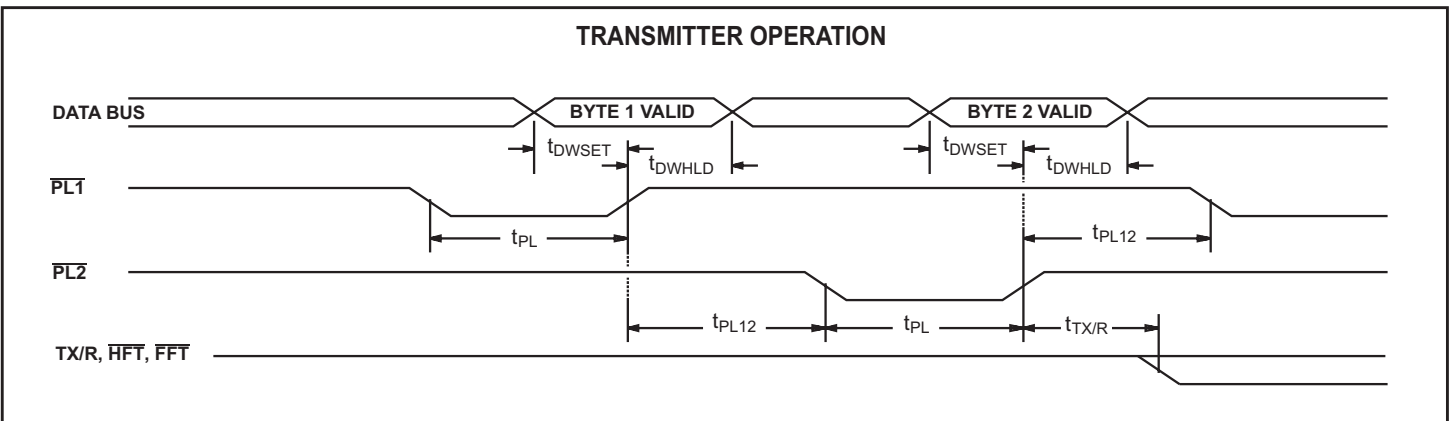 TRANSMITTER OPERATION
DATA BUS
BYTE 1 VALID
BYTE 2 VALID
tDWSET
tDWHLD
tDWSET
tDWHLD
PL1
tPL
tPL12
PL2
tPL12
tPL
tTX/R
TX/R, HFT, FFT